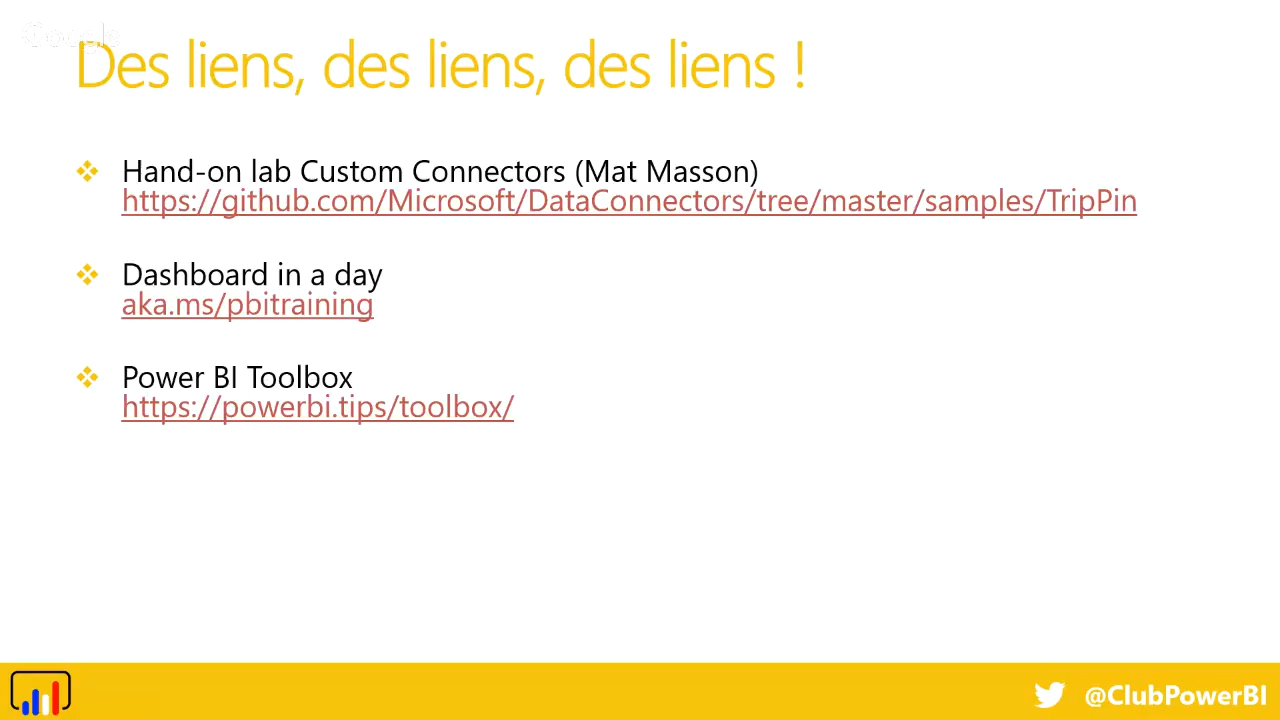 Google
Des liens, des liens, des liens !
Hand-on lab Custom Connectors (Mat Masson)
https://github.com/Microsoft/DataConnectors/tree/master/samples/TripPin
Dashboard in a day
aka.ms/pbitraining
Power BI Toolbox
https://powerbi.tips/toolbox/
@ClubPowerBI